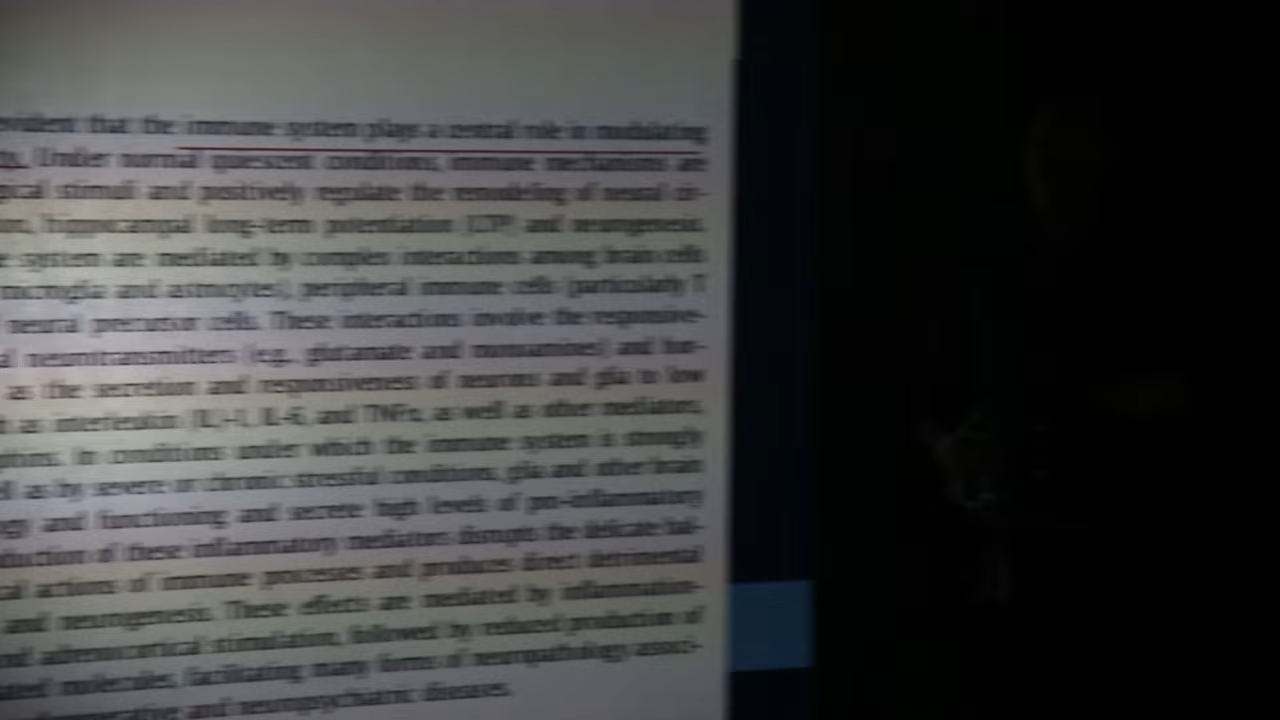 that the immune system plays a central role in modulating
Under normal quiescent conditions, immune mechanisms are
stimuli and positively regulate the remodeling of neural cir-
hippocampal long-term potentiation (LTP) and neurogenesis.
system are mediated by complex interactions among brain cells
microglia and astrocytes), peripheral immune cells (particularly T
neural precursor cells. These interactions involve the responsive-
neurotransmitters (e.g., glutamate and monoamines) and hor-
as the secretion and responsiveness of neurons and glia to low
as interleukin (IL)-1, IL-6, and TNFα, as well as other mediators,
In conditions under which the immune system is strongly
as by severe or chronic stressful conditions, glia and other brain
and functioning and secrete high levels of pro-inflammatory
of these inflammatory mediators disrupts the delicate bal-
actions of immune processes and produces direct detrimental
and neurogenesis. These effects are mediated by inflammation-
adrenocortical stimulation, followed by reduced production of
molecules, facilitating many forms of neuropathology associ-
and neuropsychiatric diseases.